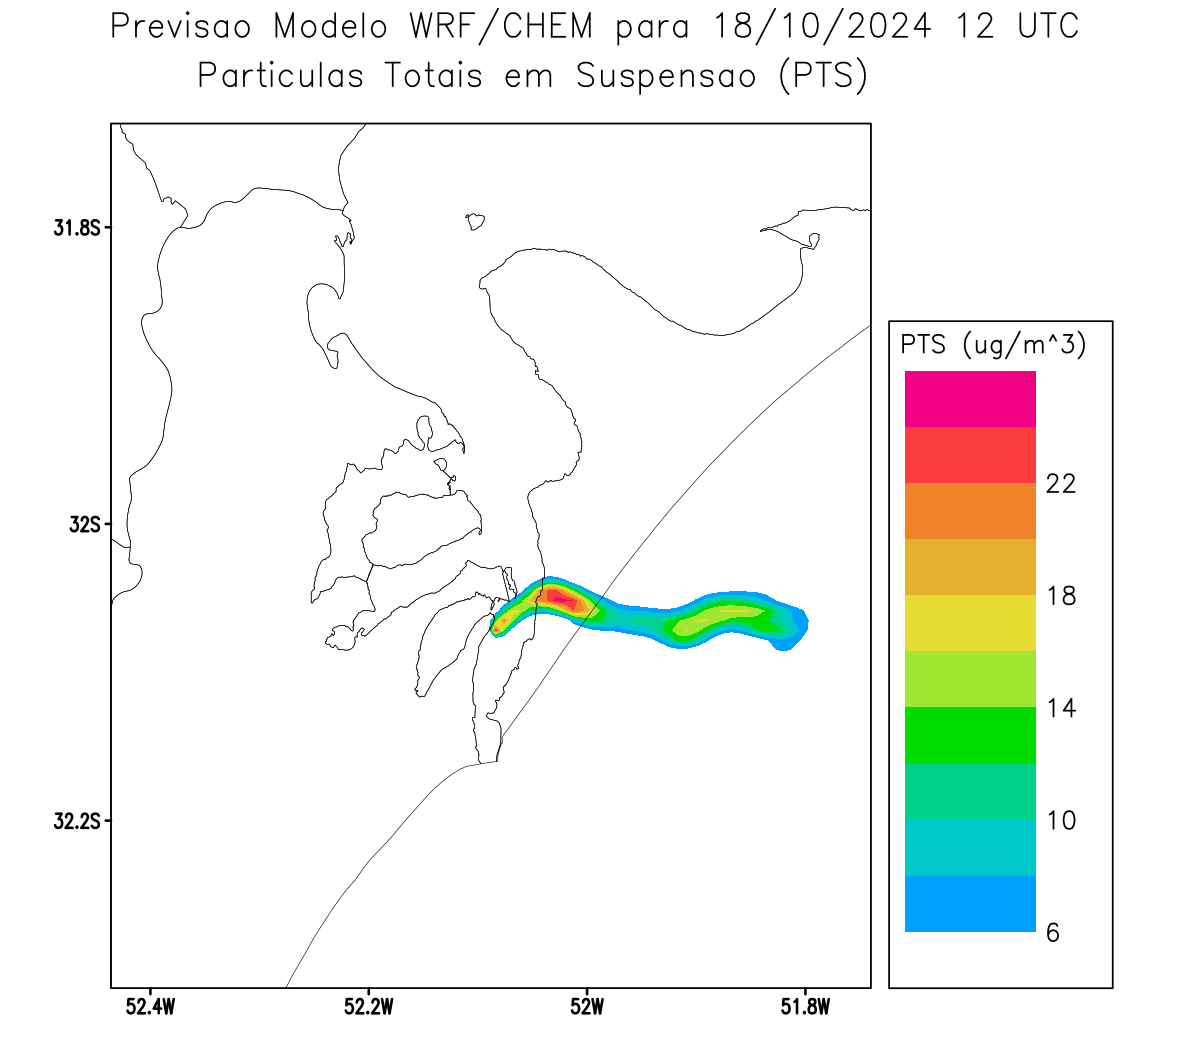 Previsao Modelo WRF/CHEM para 18/10/2024 12 UTC
Particulas Totais em Suspensao (PTS)
31.8S
32S
32.2S
52.4W
52.2W
52W
51.8W
PTS (ug/m^3)
22
18
14
10
6